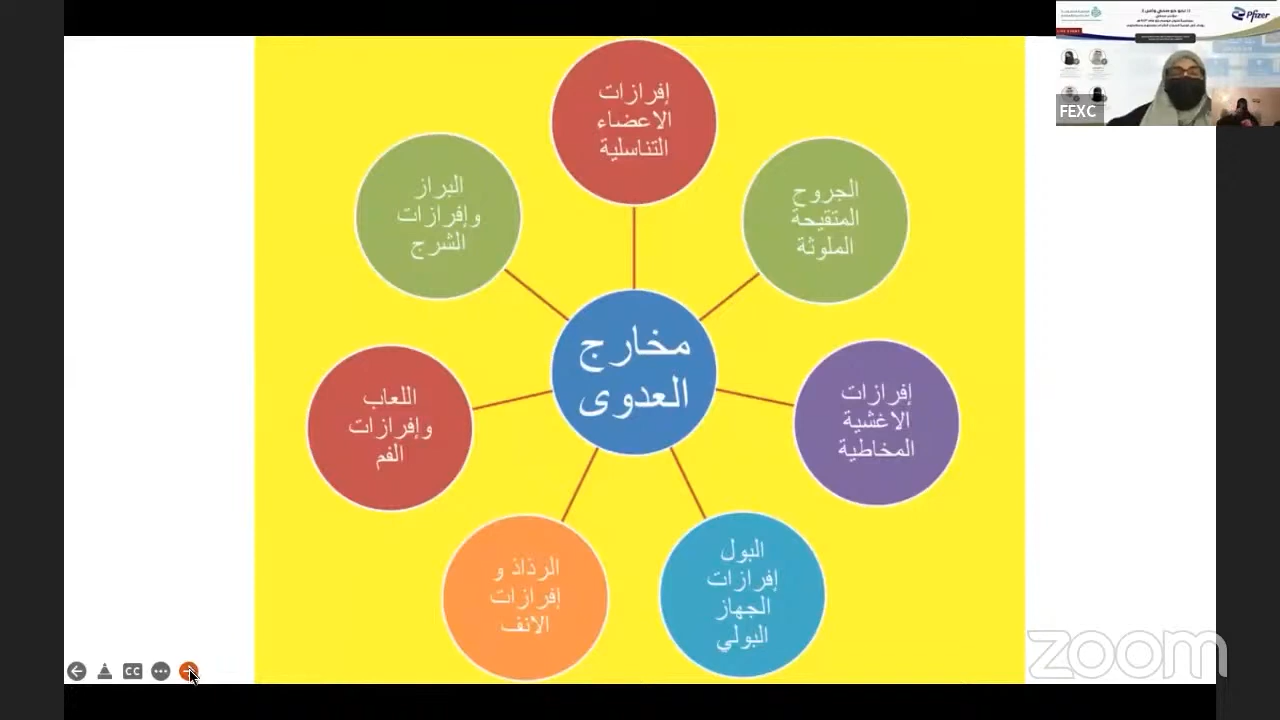 مخارج
العدوى
إفرازات
الاعضاء
التناسلية
الجروح
المتقيحة
الملوثة
إفرازات
الاغشية
المخاطية
البول
إفرازات
الجهاز
البولي
الرذاذ و
إفرازات
الانف
اللعاب
وإفرازات
الفم
البراز
وإفرازات
الشرج
Pfizer
FEXC
CC
zoom